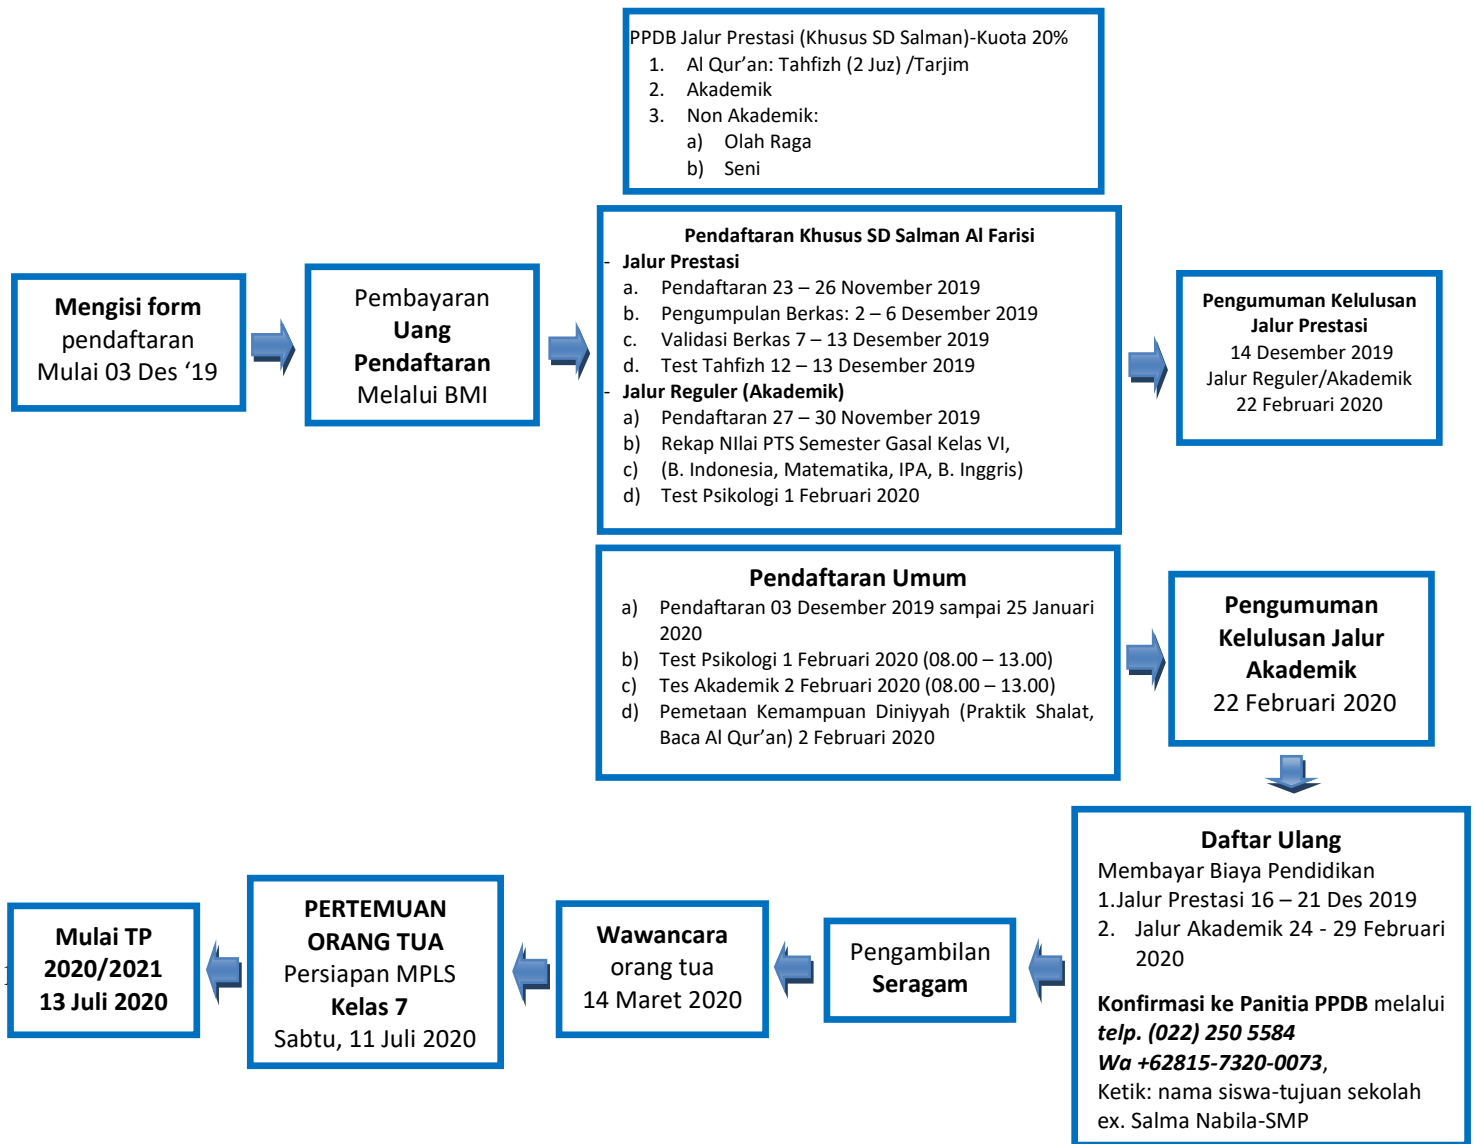 PPDB Jalur Prestasi (Khusus SD Salman)-Kuota 20%
1. Al Qur’an: Tahfizh (2 Juz) /Tarjim
2. Akademik
3. Non Akademik:
a) Olah Raga
b) Seni
Mengisi form
pendaftaran
Mulai 03 Des ‘19
Pembayaran
Uang
Pendaftaran
Melalui BMI
Pendaftaran Khusus SD Salman Al Farisi
- Jalur Prestasi
a. Pendaftaran 23 – 26 November 2019
b. Pengumpulan Berkas: 2 – 6 Desember 2019
c. Validasi Berkas 7 – 13 Desember 2019
d. Test Tahfizh 12 – 13 Desember 2019
- Jalur Reguler (Akademik)
a) Pendaftaran 27 – 30 November 2019
b) Rekap NIlai PTS Semester Gasal Kelas VI,
c) (B. Indonesia, Matematika, IPA, B. Inggris)
d) Test Psikologi 1 Februari 2020
Pengumuman Kelulusan
Jalur Prestasi
14 Desember 2019
Jalur Reguler/Akademik
22 Februari 2020
Pendaftaran Umum
a) Pendaftaran 03 Desember 2019 sampai 25 Januari
2020
b) Test Psikologi 1 Februari 2020 (08.00 – 13.00)
c) Tes Akademik 2 Februari 2020 (08.00 – 13.00)
d) Pemetaan Kemampuan Diniyyah (Praktik Shalat,
Baca Al Qur’an) 2 Februari 2020
Pengumuman
Kelulusan Jalur
Akademik
22 Februari 2020
Daftar Ulang
Membayar Biaya Pendidikan
1.Jalur Prestasi 16 – 21 Des 2019
2. Jalur Akademik 24 - 29 Februari
2020
Konfirmasi ke Panitia PPDB melalui
telp. (022) 250 5584
Wa +62815-7320-0073,
Ketik: nama siswa-tujuan sekolah
ex. Salma Nabila-SMP
Pengambilan
Seragam
Wawancara
orang tua
14 Maret 2020
PERTEMUAN
ORANG TUA
Persiapan MPLS
Kelas 7
Sabtu, 11 Juli 2020
Mulai TP
2020/2021
13 Juli 2020